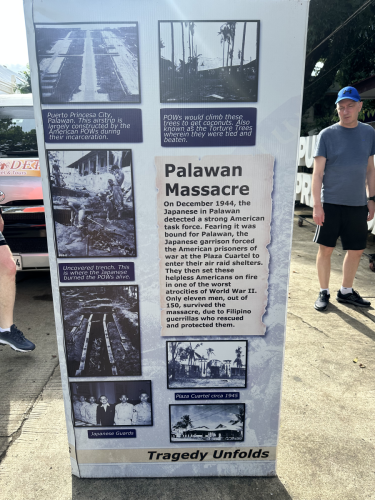 Puerto Princesa City,
Palawan. This airstrip is
largely constructed by the
American POWs during
their incarceration.
POWs would climb these
trees to get coconuts. Also
known as the Torture Trees
wherein they were tied and
beaten.
Uncovered trench. This is
where the Japanese
burned the POWs alive.
Palawan
Massacre
On December 1944, the
Japanese in Palawan
detected a strong American
task force. Fearing it was
bound for Palawan, the
Japanese garrison forced
the American prisoners of
war at the Plaza Cuartel to
enter their air raid shelters.
They then set these
helpless Americans on fire
in one of the worst
atrocities of World War II.
Only eleven men, out of
150, survived the
massacre, due to Filipino
guerrillas who rescued
and protected them.
Plaza Cuartel circa 1945
Japanese Guards
Tragedy Unfolds